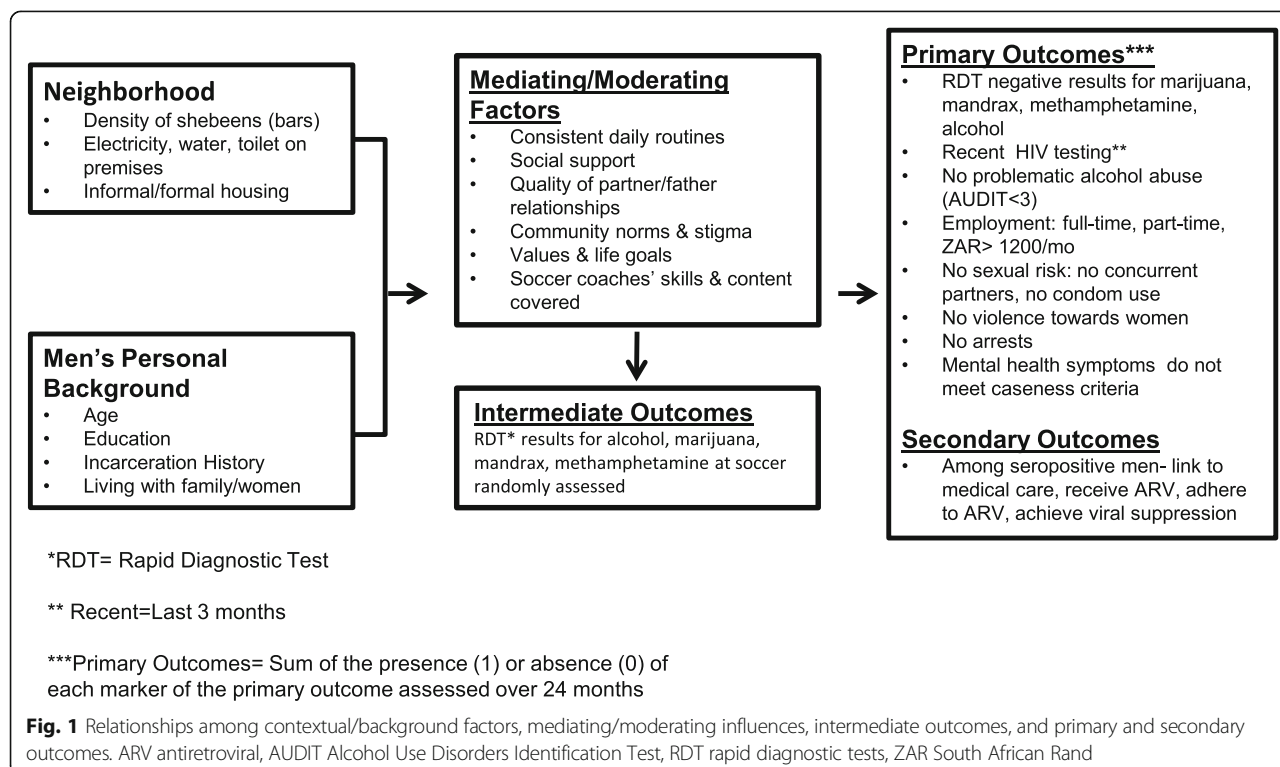 Neighborhood
• Density of shebeens (bars)
• Electricity, water, toilet on
premises
• Informal/formal housing
Men's Personal
Background
• Age
• Education
• Incarceration History
• Living with family/women
Mediating/Moderating
Factors
• Consistent daily routines
• Social support
• Quality of partner/father
relationships
• Community norms & stigma
• Values & life goals
• Soccer coaches' skills & content
covered
Intermediate Outcomes
RDT* results for alcohol, marijuana,
mandrax, methamphetamine at soccer
randomly assessed
Primary Outcomes***
• RDT negative results for marijuana,
mandrax, methamphetamine,
alcohol
• Recent HIV testing**
• No problematic alcohol abuse
(AUDIT<3)
• Employment: full-time, part-time,
ZAR> 1200/mo
• No sexual risk: no concurrent
partners, no condom use
• No violence towards women
• No arrests
• Mental health symptoms do not
meet caseness criteria
Secondary Outcomes
• Among seropositive men- link to
medical care, receive ARV, adhere
to ARV, achieve viral suppression
*RDT= Rapid Diagnostic Test
** Recent=Last 3 months
***Primary Outcomes= Sum of the presence (1) or absence (0) of
each marker of the primary outcome assessed over 24 months
Fig. 1 Relationships among contextual/background factors, mediating/moderating influences, intermediate outcomes, and primary and secondary
outcomes. ARV antiretroviral, AUDIT Alcohol Use Disorders Identification Test, RDT rapid diagnostic tests, ZAR South African Rand